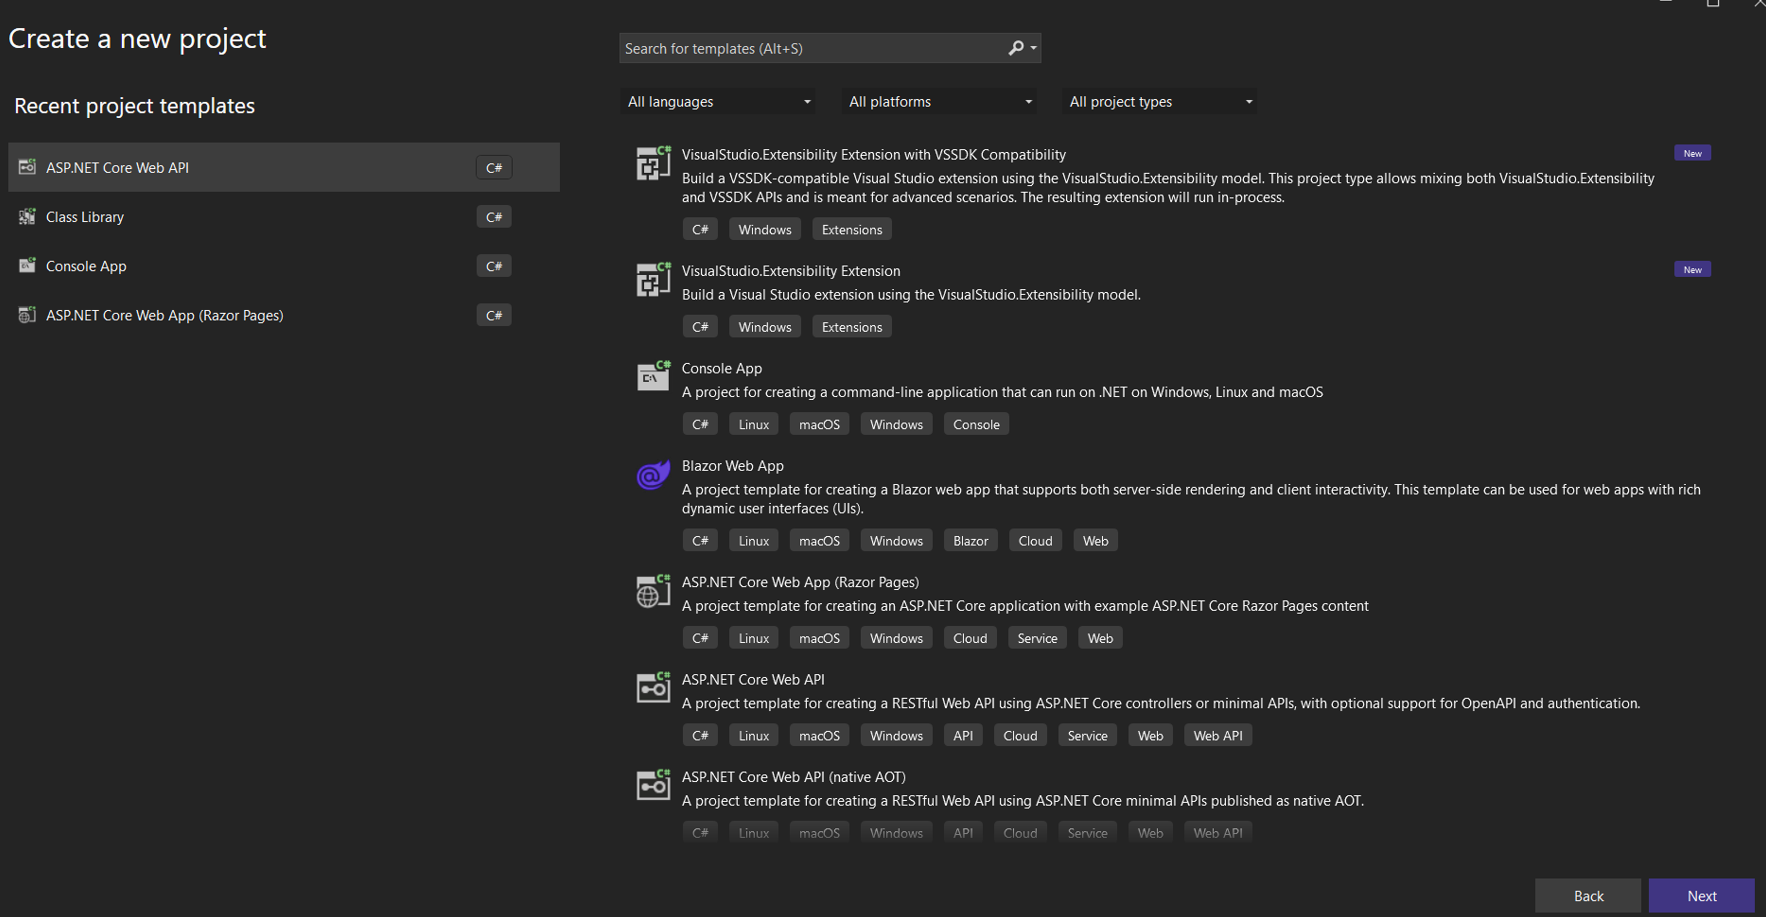 Create a new project
Search for templates (Alt+S)
Recent project templates
All languages
All platforms
All project types
ASP.NET Core Web API
C#
Class Library
C#
Console App
C#
ASP.NET Core Web App (Razor Pages)
C#
VisualStudio.Extensibility Extension with VSSDK Compatibility
New
Build a VSSDK-compatible Visual Studio extension using the VisualStudio.Extensibility model. This project type allows mixing both VisualStudio.Extensibility
and VSSDK APIs and is meant for advanced scenarios. The resulting extension will run in-process.
C# Windows Extensions
VisualStudio.Extensibility Extension
New
Build a Visual Studio extension using the VisualStudio.Extensibility model.
C# Windows Extensions
C#
C:\
Console App
A project for creating a command-line application that can run on .NET on Windows, Linux and macOS
C# Linux macOS Windows Console
Blazor Web App
A project template for creating a Blazor web app that supports both server-side rendering and client interactivity. This template can be used for web apps with rich
dynamic user interfaces (UIs).
C# Linux macOS Windows Blazor Cloud Web
ASP.NET Core Web App (Razor Pages)
A project template for creating an ASP.NET Core application with example ASP.NET Core Razor Pages content
C# Linux macOS Windows Cloud Service Web
ASP.NET Core Web API
A project template for creating a RESTful Web API using ASP.NET Core controllers or minimal APIs, with optional support for OpenAPI and authentication.
C# Linux macOS Windows API Cloud Service Web Web API
ASP.NET Core Web API (native AOT)
A project template for creating a RESTful Web API using ASP.NET Core minimal APIs published as native AOT.
C# Linux macOS Windows API Cloud Service Web Web API
Back
Next